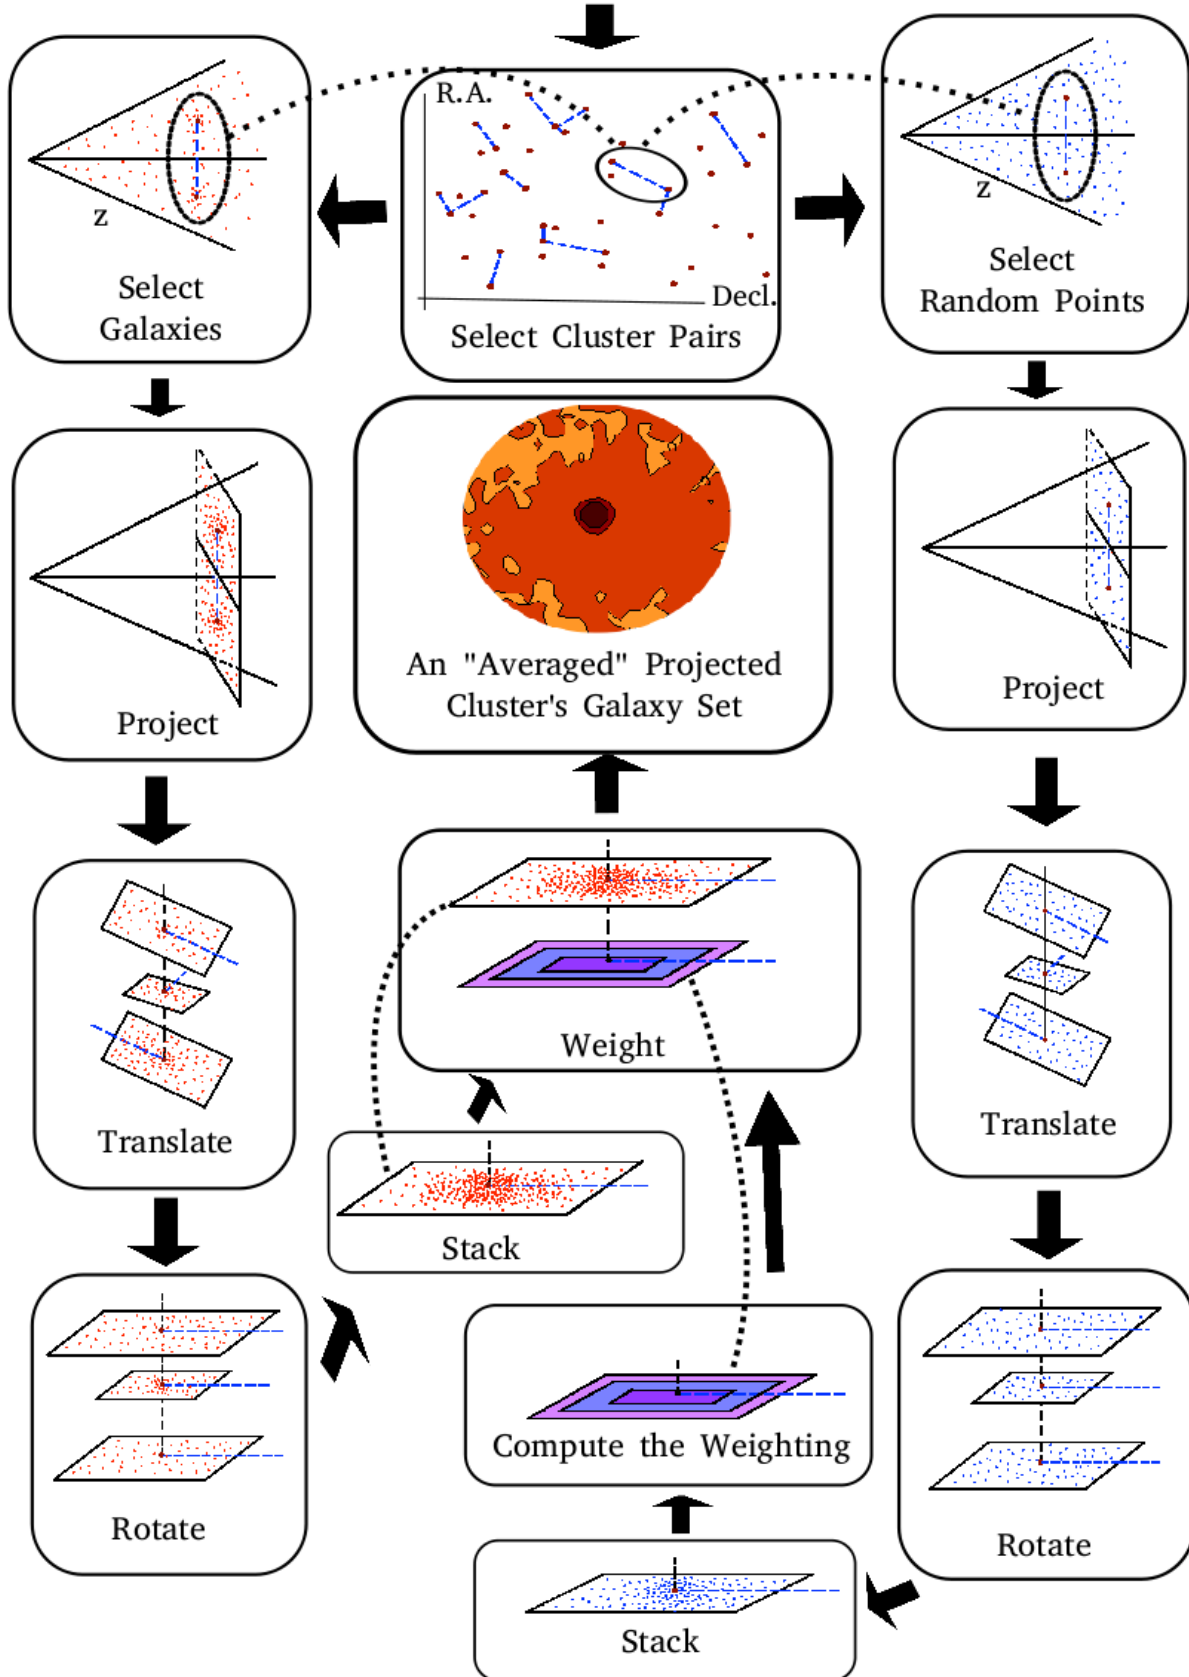 R.A.
Decl.
Select Cluster Pairs
z
Select
Galaxies
z
Select
Random Points
Project
An "Averaged" Projected
Cluster's Galaxy Set
Project
Translate
Weight
Translate
Stack
Rotate
Compute the Weighting
Rotate
Stack